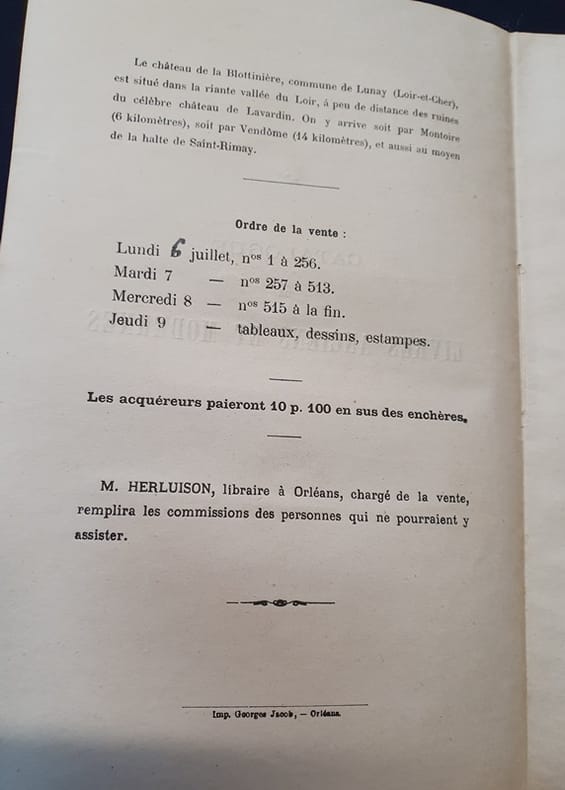 Le château de la Blottinière, commune de Lunay (Loir-et-Cher),
est situé dans la riante vallée du Loir, à peu de distance des ruines
du célèbre château de Lavardin. On y arrive soit par Montoire
(6 kilomètres), soit par Vendôme (14 kilomètres), et aussi au moyen
de la halte de Saint-Rimay.
Ordre de la vente :
Lundi 6 juillet, nos 1 à 256.
Mardi 7 — nos 257 à 513.
Mercredi 8 — nos 515 à la fin.
Jeudi 9 — tableaux, dessins, estampes.
Les acquéreurs paieront 10 p. 100 en sus des enchères.
M. HERLUISON, libraire à Orléans, chargé de la vente,
remplira les commissions des personnes qui ne pourraient y
assister.
Imp. Georges Jacob, — Orléans.